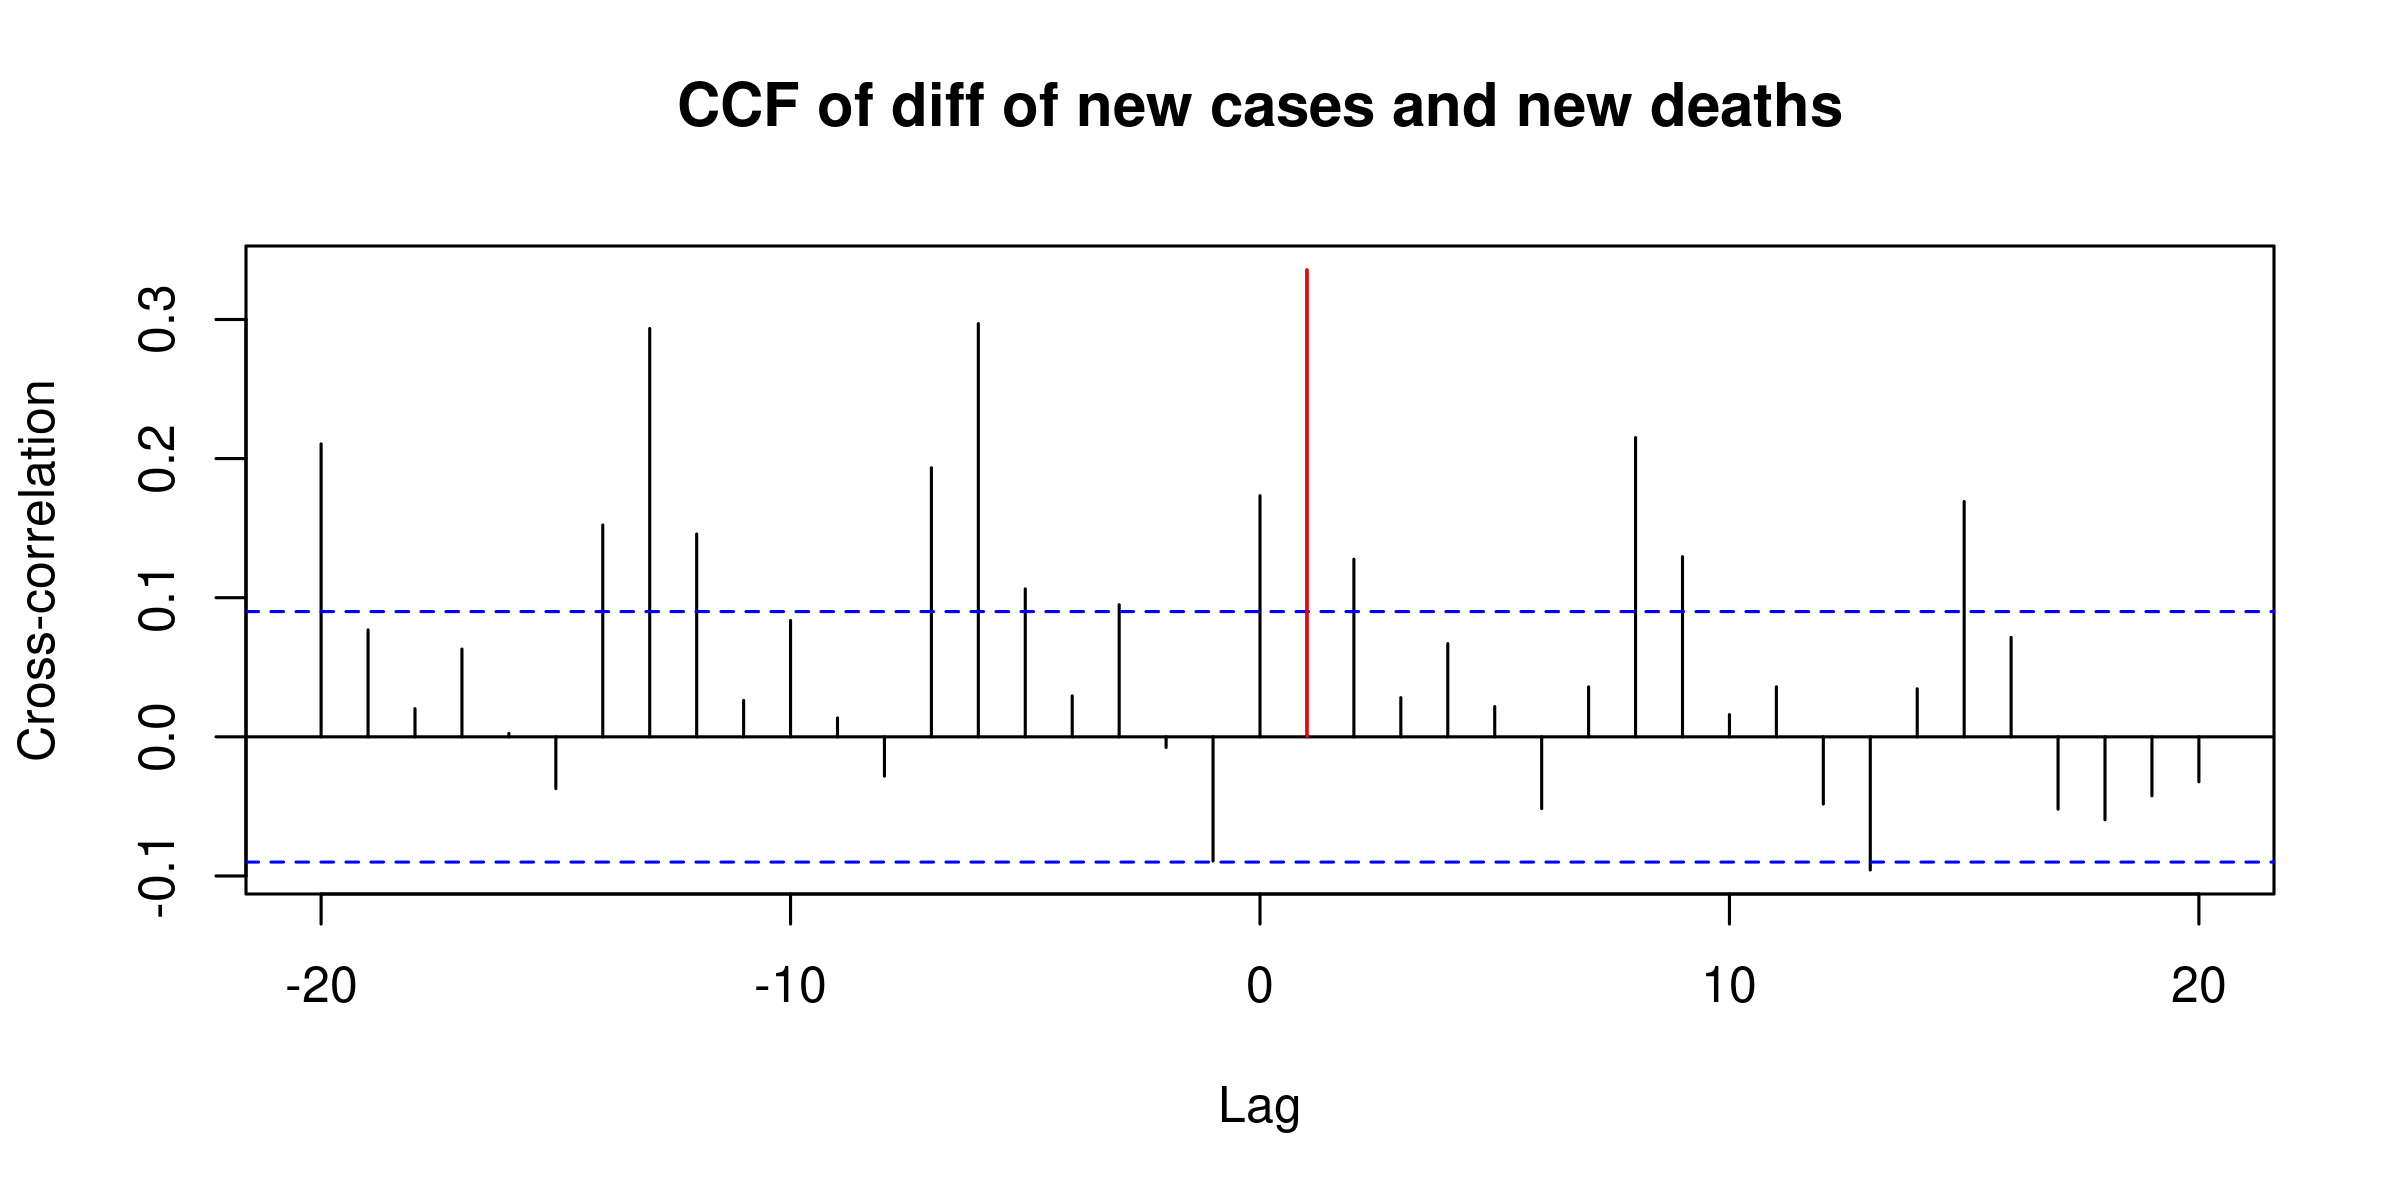 CCF of diff of new cases and new deaths
Cross-correlation
0.3
0.2
0.1
0.0
-0.1
-20 -10 0 10 20
Lag